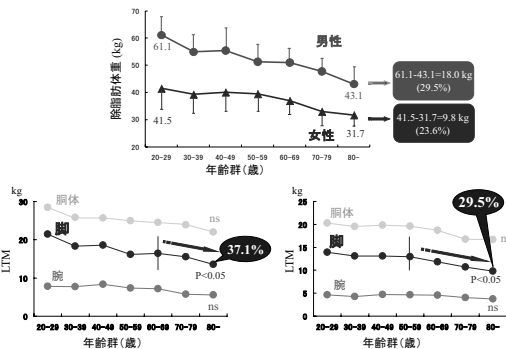 除脂肪体重 (kg)
70
60
50
40
30
20
61.1
43.1
41.5
31.7
男性
女性
61.1-43.1=18.0 kg
(29.5%)
41.5-31.7=9.8 kg
(23.6%)
20-29 30-39 40-49 50-59 60-69 70-79 80-
年齢群（歳）
kg
LTM
30
20
10
0
胴体
脚
腕
ns
37.1%
P<0.05
ns
20-29 30-39 40-49 50-59 60-69 70-79 80-
年齢群（歳）
kg
LTM
25
20
15
10
5
0
胴体
脚
腕
29.5%
ns
P<0.05
ns
20-29 30-39 40-49 50-59 60-69 70-79 80-
年齢群（歳）